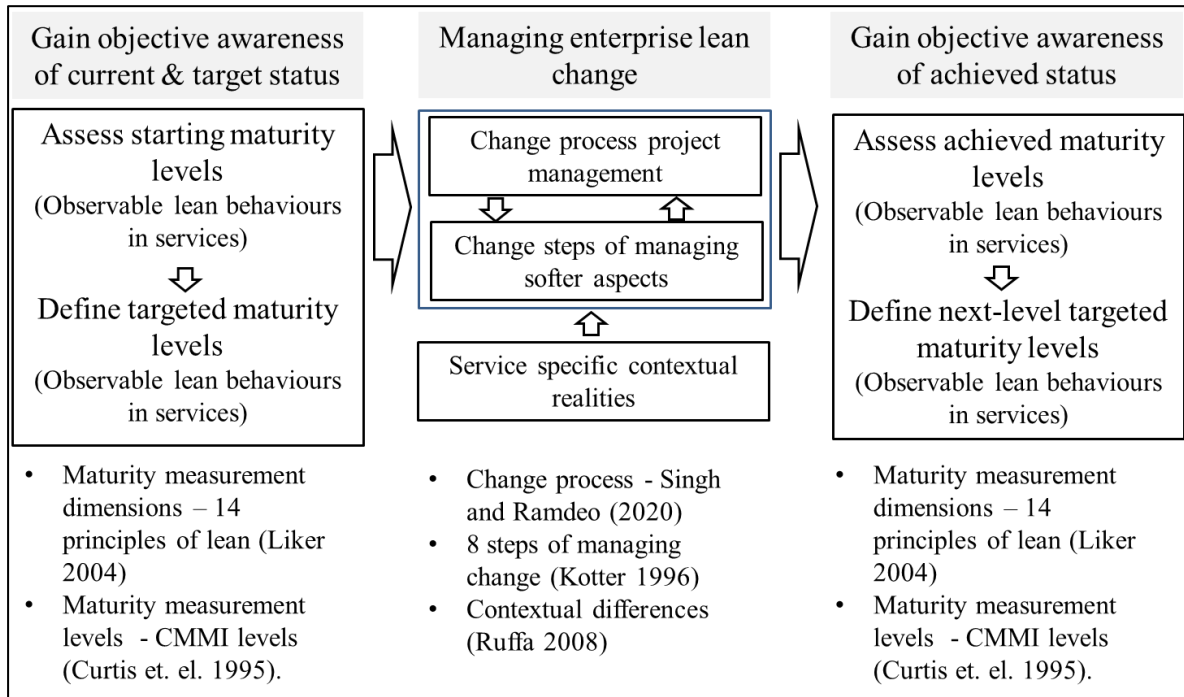 Gain objective awareness
of current & target status
Assess starting maturity
levels
(Observable lean behaviours
in services)
Define targeted maturity
levels
(Observable lean behaviours
in services)
• Maturity measurement
dimensions – 14
principles of lean (Liker
2004)
• Maturity measurement
levels - CMMI levels
(Curtis et. el. 1995).
Managing enterprise lean
change
Change process project
management
Change steps of managing
softer aspects
Service specific contextual
realities
• Change process - Singh
and Ramdeo (2020)
• 8 steps of managing
change (Kotter 1996)
• Contextual differences
(Ruffa 2008)
Gain objective awareness
of achieved status
Assess achieved maturity
levels
(Observable lean behaviours
in services)
Define next-level targeted
maturity levels
(Observable lean behaviours
in services)
• Maturity measurement
dimensions – 14
principles of lean (Liker
2004)
• Maturity measurement
levels - CMMI levels
(Curtis et. el. 1995).